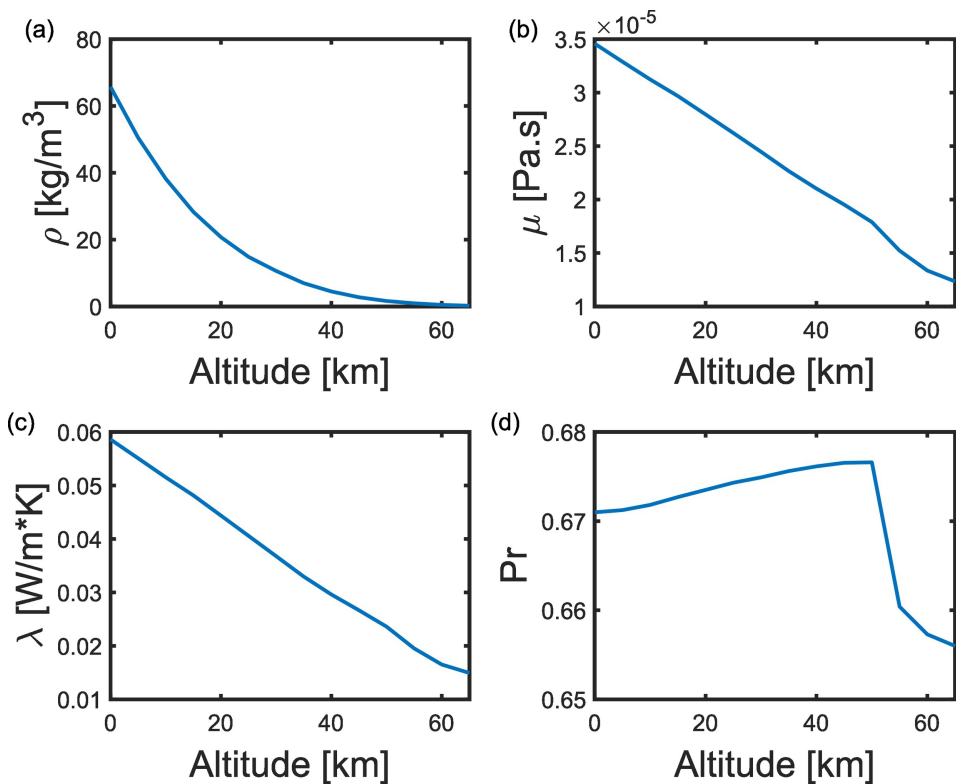 (a)
80
60
40
20
0
ρ [kg/m³]
0 20 40 60
Altitude [km]
(b)
×10⁻⁵
3.5
3
2.5
2
1.5
1
μ [Pa.s]
0 20 40 60
Altitude [km]
(c)
0.06
0.05
0.04
0.03
0.02
0.01
λ [W/m*K]
0 20 40 60
Altitude [km]
(d)
0.68
0.67
0.66
0.65
Pr
0 20 40 60
Altitude [km]